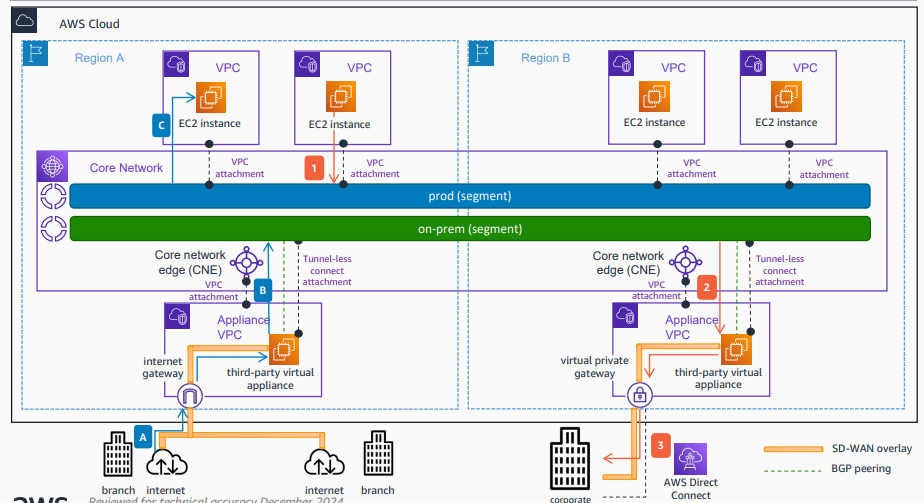 AWS Cloud
Region A
Region B
VPC
VPC
VPC
VPC
EC2 instance
EC2 instance
EC2 instance
EC2 instance
C
1
Core Network
VPC
attachment
VPC
attachment
VPC
attachment
VPC
attachment
prod (segment)
on-prem (segment)
Core network
edge (CNE)
Tunnel-less
connect
attachment
VPC
attachment
B
Core network
edge (CNE)
Tunnel-less
connect
attachment
VPC
attachment
2
Appliance
VPC
internet
gateway
third-party virtual
appliance
Appliance
VPC
virtual private
gateway
third-party virtual
appliance
A
3
branch
internet
internet
branch
corporate
AWS Direct
Connect
SD-WAN overlay
BGP peering
aws
Reviewed for technical accuracy December 2024